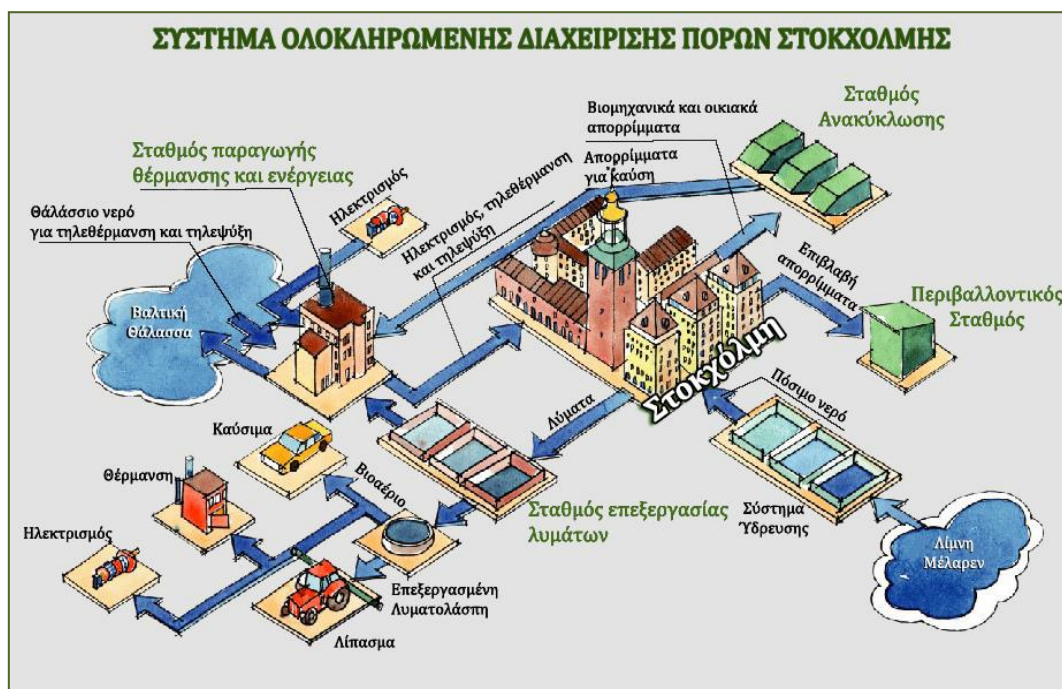 ΣΥΣΤΗΜΑ ΟΛΟΚΛΗΡΩΜΕΝΗΣ ΔΙΑΧΕΙΡΙΣΗΣ ΠΟΡΩΝ ΣΤΟΚΧΟΛΜΗΣ
Βιομηχανικά και οικιακά
απορρίμματα
Σταθμός
Ανακύκλωσης
Σταθμός παραγωγής
θέρμανσης και ενέργειας
Απορρίμματα
για καύση
Ηλεκτρισμός
Ηλεκτρισμός, τηλεθέρμανση
και τηλεψύξη
Θάλάσσιο νερό
για τηλεθέρμανση και τηλεψύξη
Επιβλαβή
απορρίμματα
Περιβαλλοντικός
Σταθμός
Βαλτική
Θάλασσα
Στοκχόλμη
Πόσιμο νερό
Λύματα
Καύσιμα
Θέρμανση
Βιοαέριο
Σταθμός επεξεργασίας
λυμάτων
Σύστημα
Ύδρευσης
Ηλεκτρισμός
Λίμνη
Μέλαρεν
Επεξεργασμένη
Λυματολάσπη
Λίπασμα